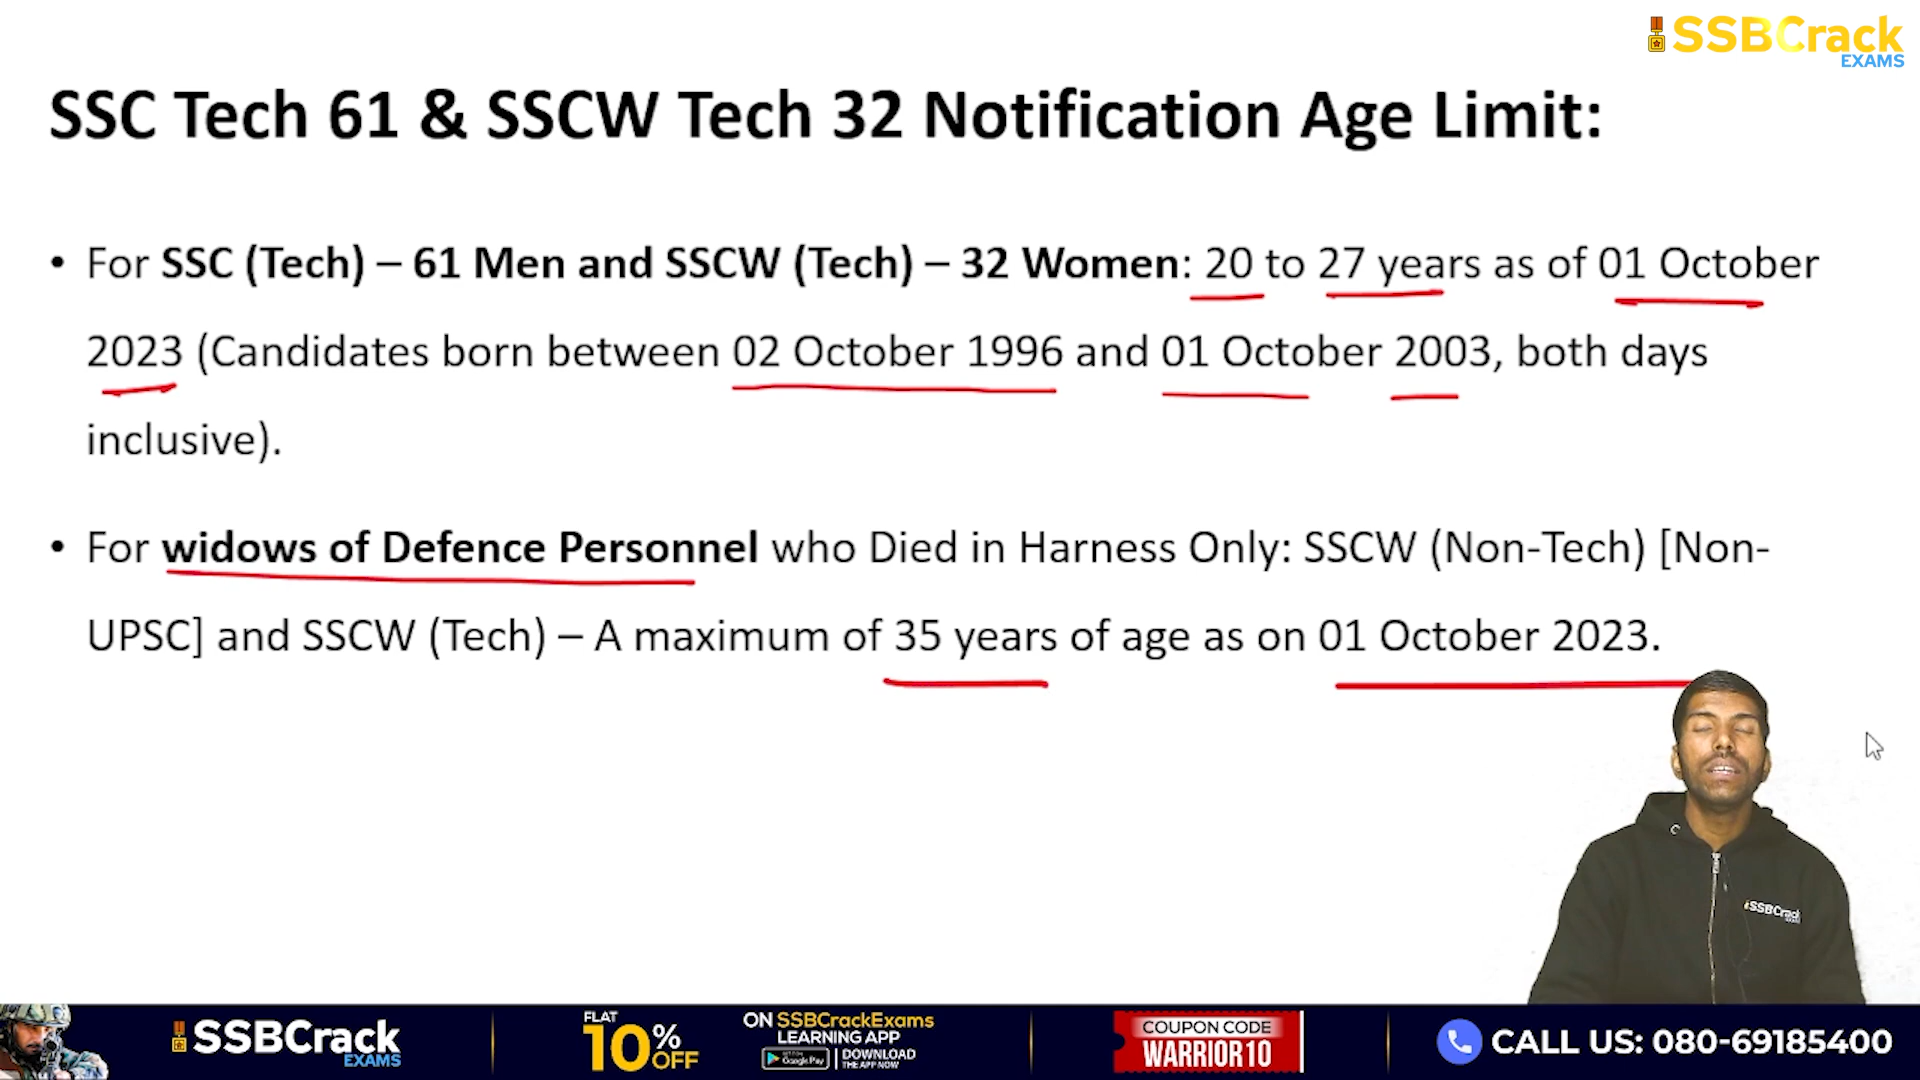 SSBCrack
EXAMS
SSC Tech 61 & SSCW Tech 32 Notification Age Limit:
• For SSC (Tech) – 61 Men and SSCW (Tech) – 32 Women: 20 to 27 years as of 01 October
2023 (Candidates born between 02 October 1996 and 01 October 2003, both days
inclusive).
• For widows of Defence Personnel who Died in Harness Only: SSCW (Non-Tech) [Non-
UPSC] and SSCW (Tech) – A maximum of 35 years of age as on 01 October 2023.
SSBCrack
SSBCrack
EXAMS
FLAT
10% OFF
ON SSBCrackExams
LEARNING APP
Google Play
DOWNLOAD
THE APP NOW
COUPON CODE
WARRIOR10
CALL US: 080-69185400